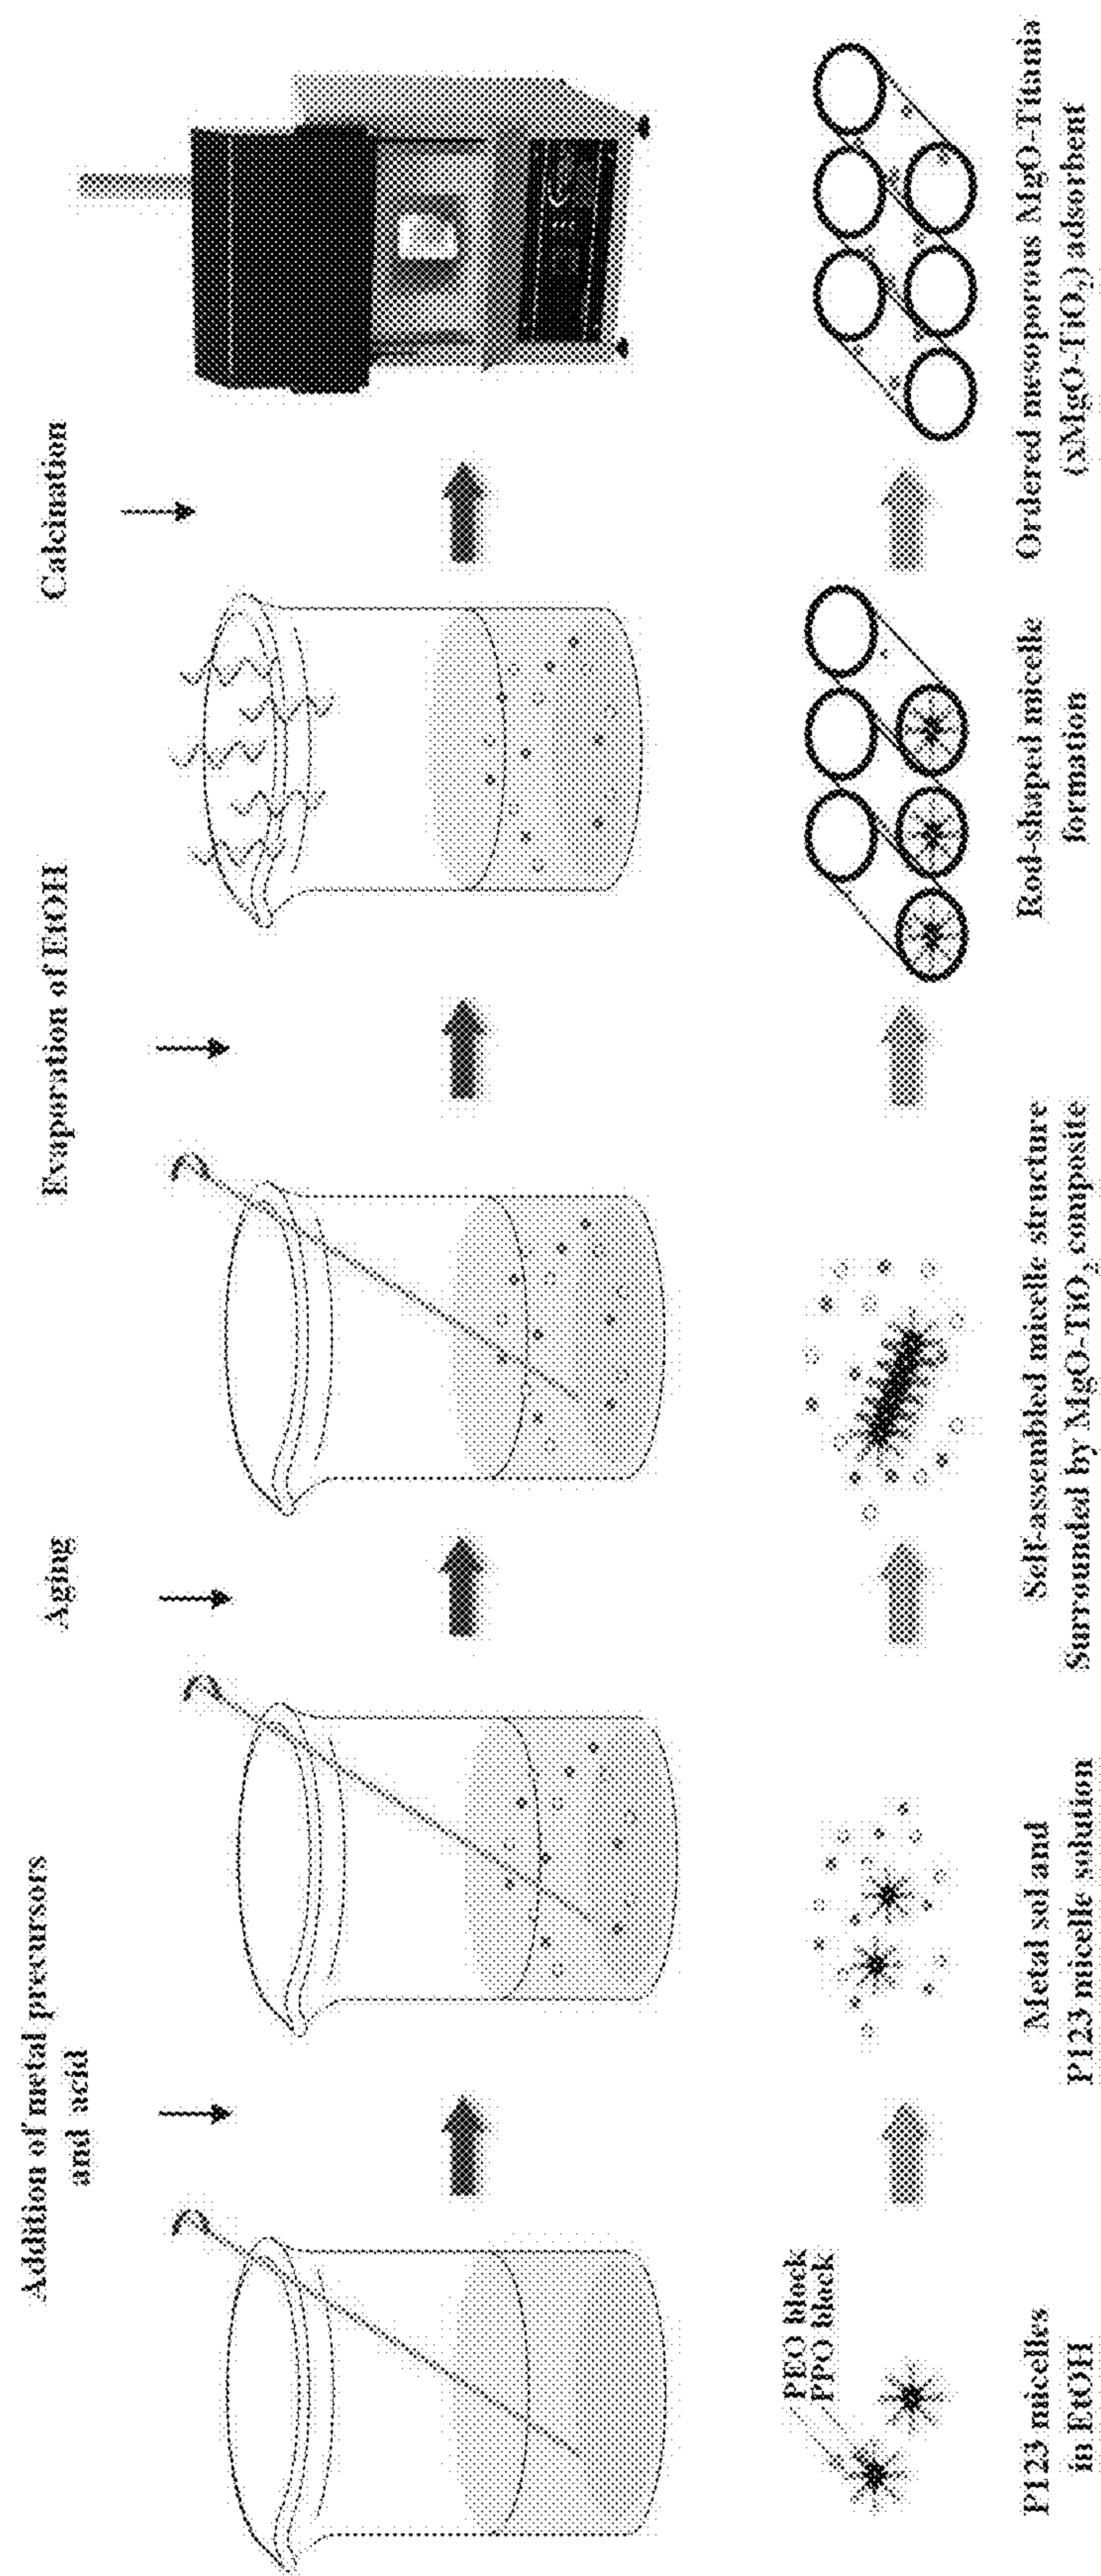 Addition of metal precursors
and acid
Aging
Evaporation of EtOH
Calcination
PEO block
PPO block
P123 micelles
in EtOH
Metal sol and
P123 micelle solution
Self-assembled micelle structure
Surrounded by MgO-TiO₂ composite
Rod-shaped micelle
formation
Ordered mesoporous MgO-Titania
(xMgO-TiO₂) adsorbent